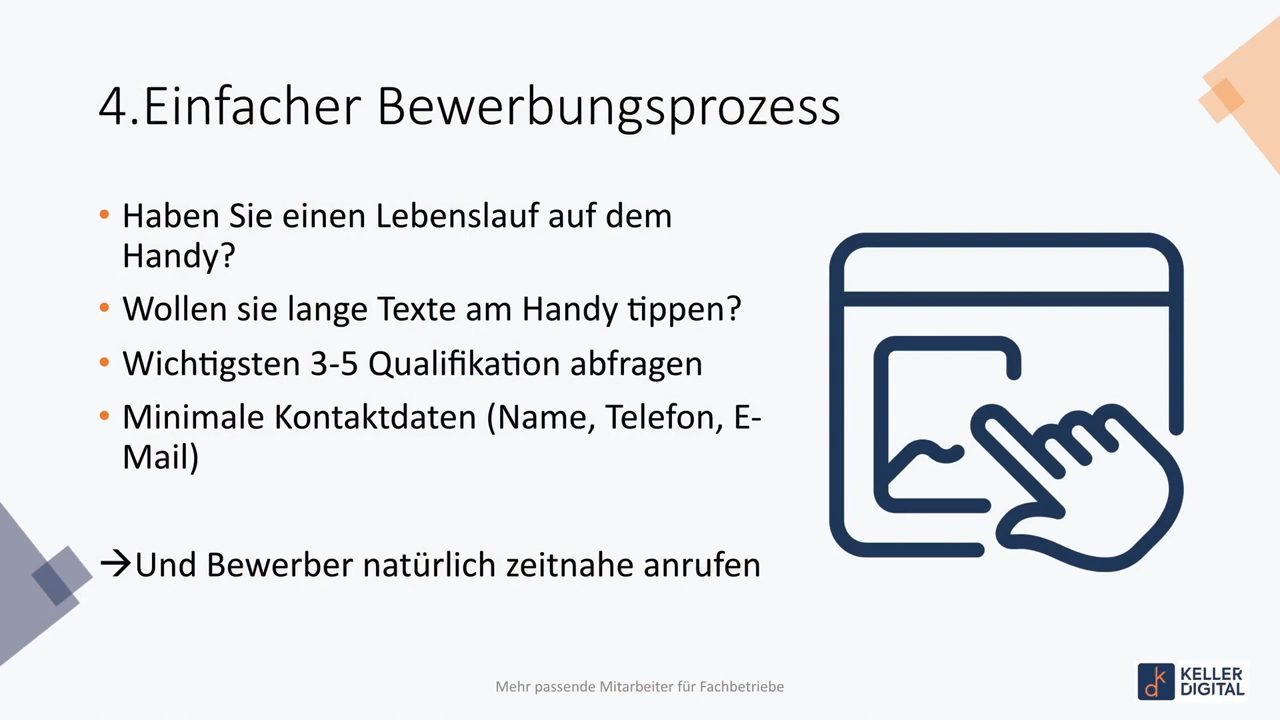 4.Einfacher Bewerbungsprozess
• Haben Sie einen Lebenslauf auf dem
Handy?
• Wollen sie lange Texte am Handy tippen?
• Wichtigsten 3-5 Qualifikation abfragen
• Minimale Kontaktdaten (Name, Telefon, E-
Mail)
→Und Bewerber natürlich zeitnahe anrufen
Mehr passende Mitarbeiter für Fachbetriebe
dk KELLER
DIGITAL